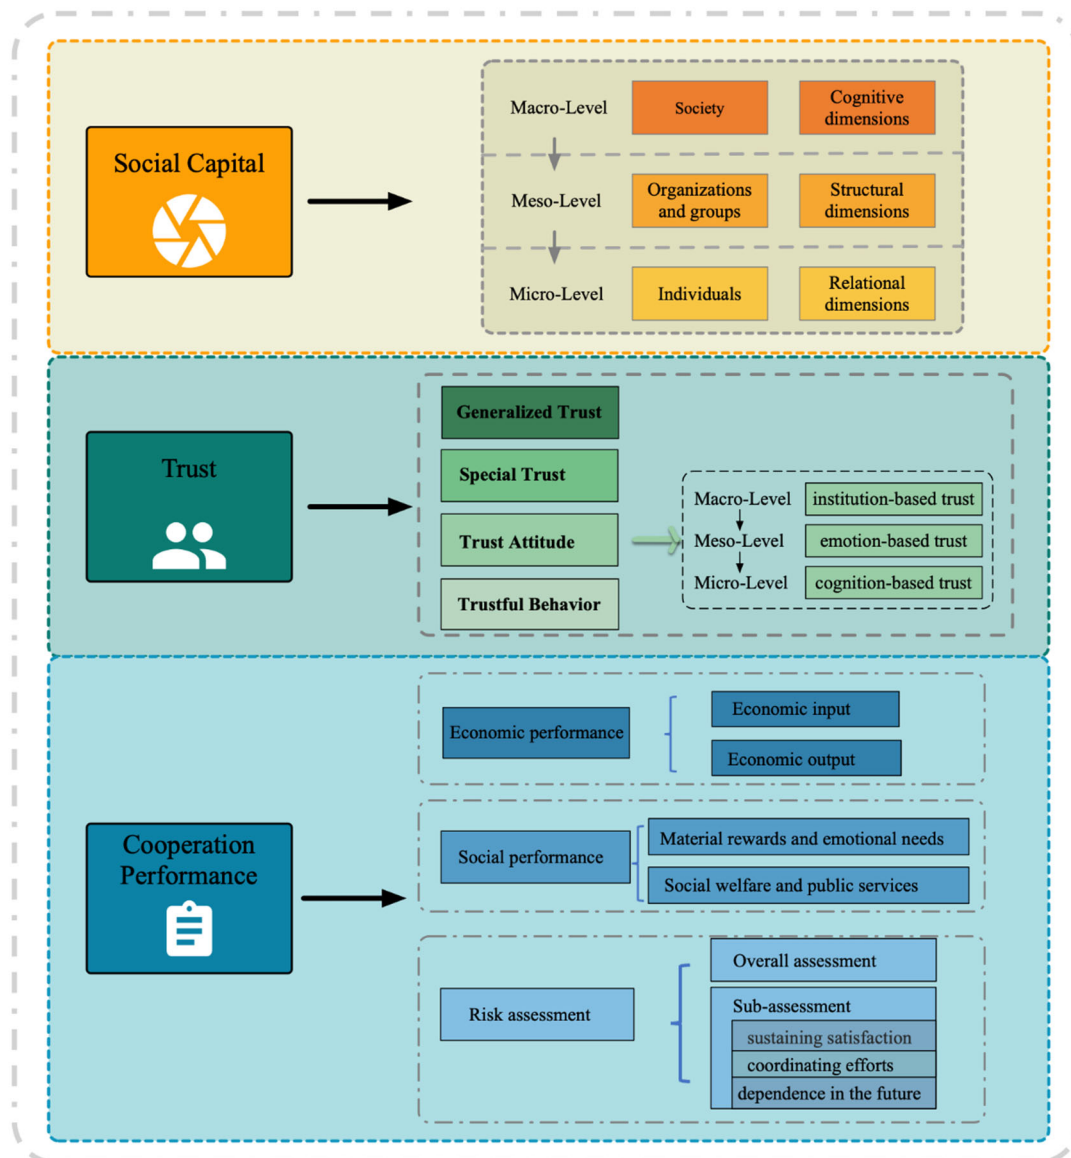 Social Capital
Macro-Level
Society
Cognitive
dimensions
Meso-Level
Organizations
and groups
Structural
dimensions
Micro-Level
Individuals
Relational
dimensions
Trust
Generalized Trust
Special Trust
Trust Attitude
Trustful Behavior
Macro-Level
institution-based trust
Meso-Level
emotion-based trust
Micro-Level
cognition-based trust
Cooperation
Performance
Economic performance
Economic input
Economic output
Social performance
Material rewards and emotional needs
Social welfare and public services
Risk assessment
Overall assessment
Sub-assessment
sustaining satisfaction
coordinating efforts
dependence in the future